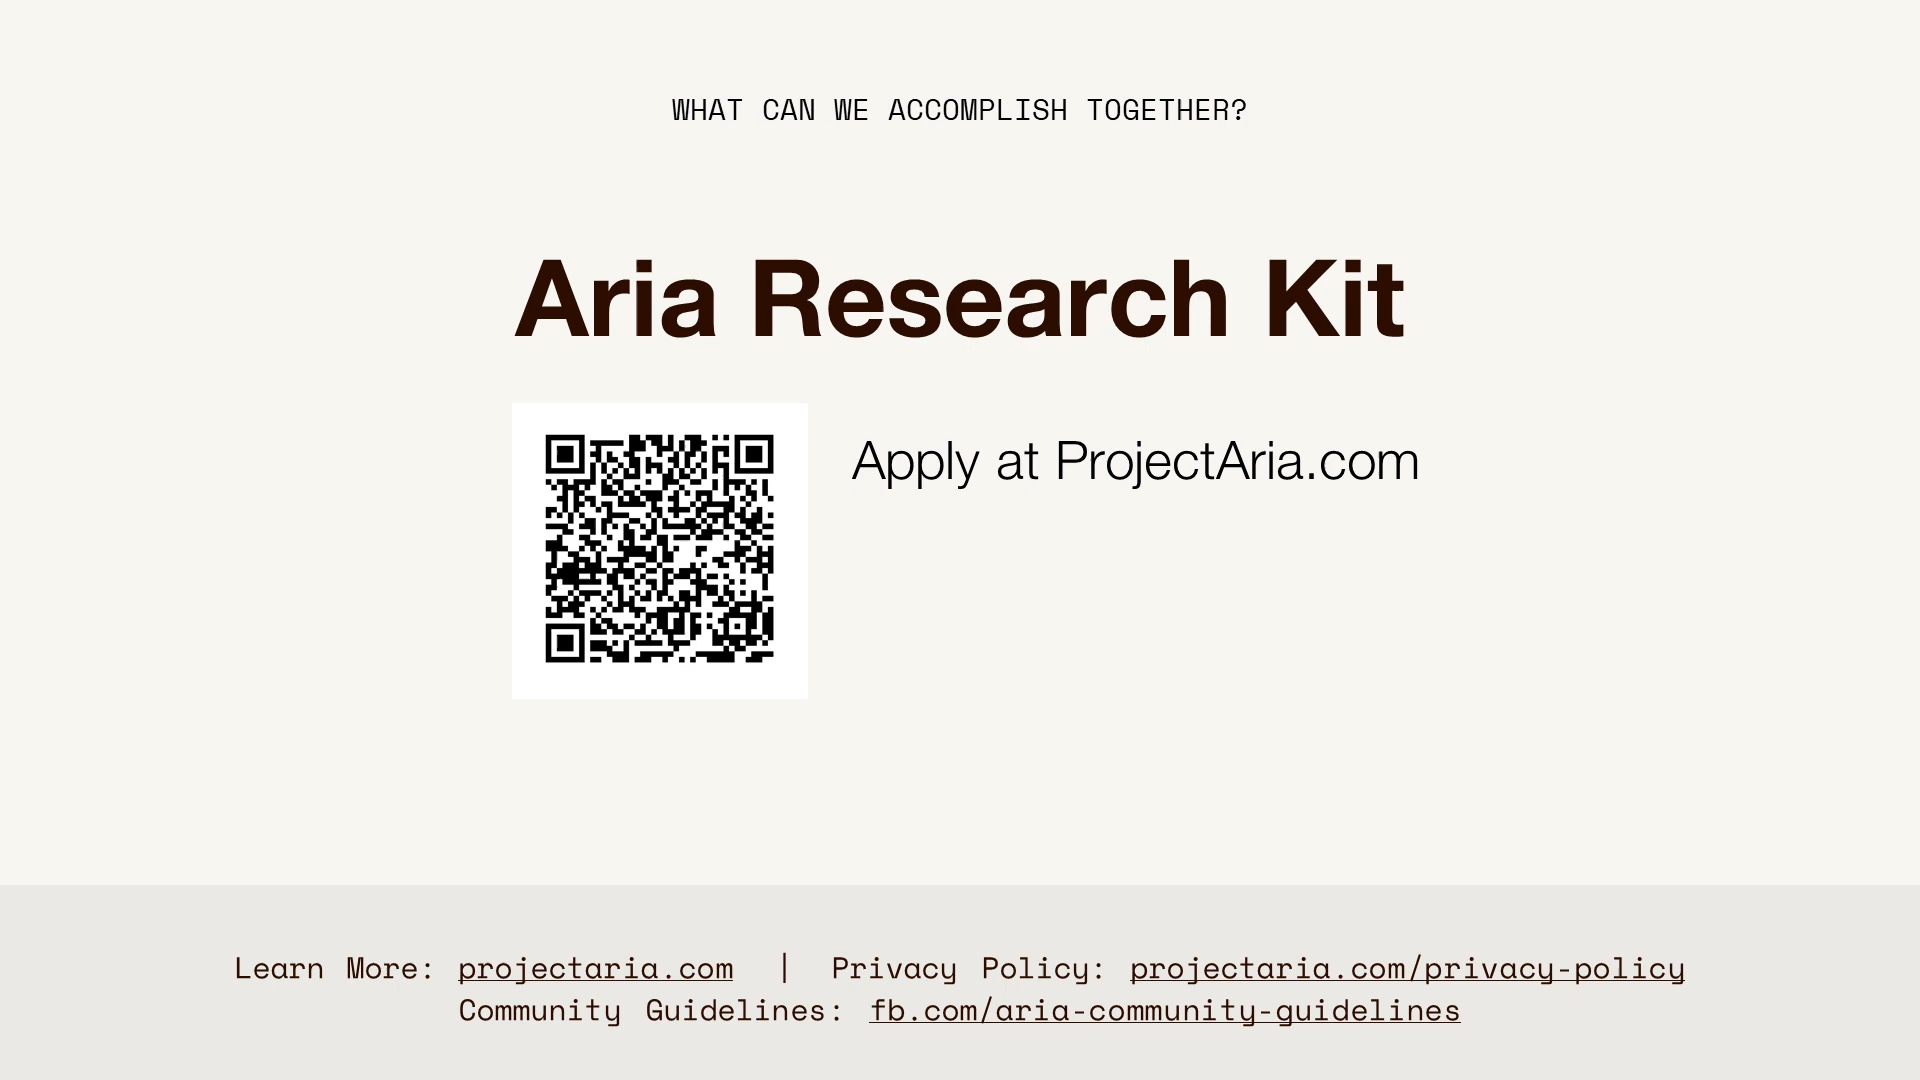 WHAT CAN WE ACCOMPLISH TOGETHER?
Aria Research Kit
Apply at ProjectAria.com
Learn More: projectaria.com | Privacy Policy: projectaria.com/privacy-policy
Community Guidelines: fb.com/aria-community-guidelines